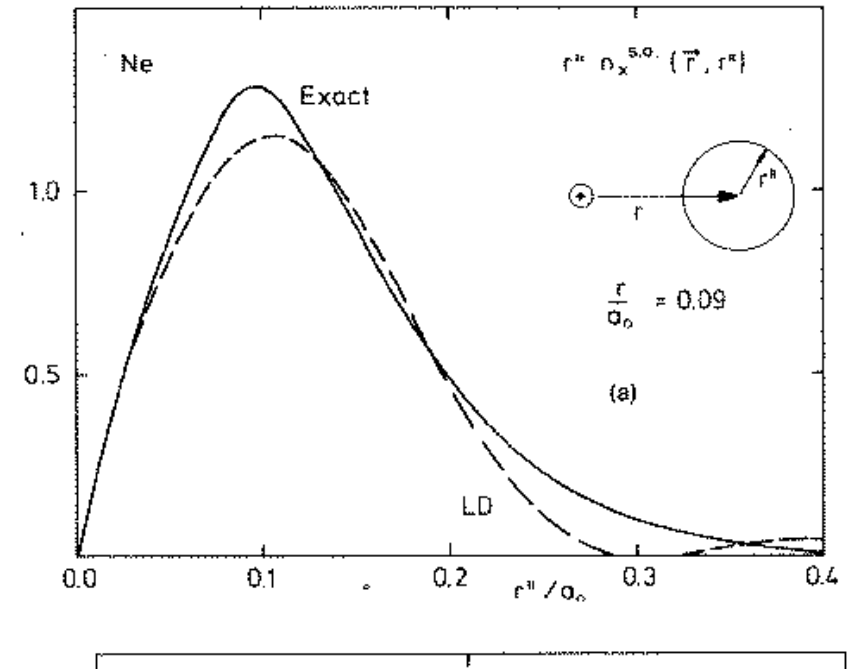 Ne
r" n_x^{s.a.} (r⃗, r")
Exact
1.0
r"
r
r/a₀ = 0.09
0.5
(a)
LD
0.0 0.1 0.2 0.3 0.4
r"/a₀